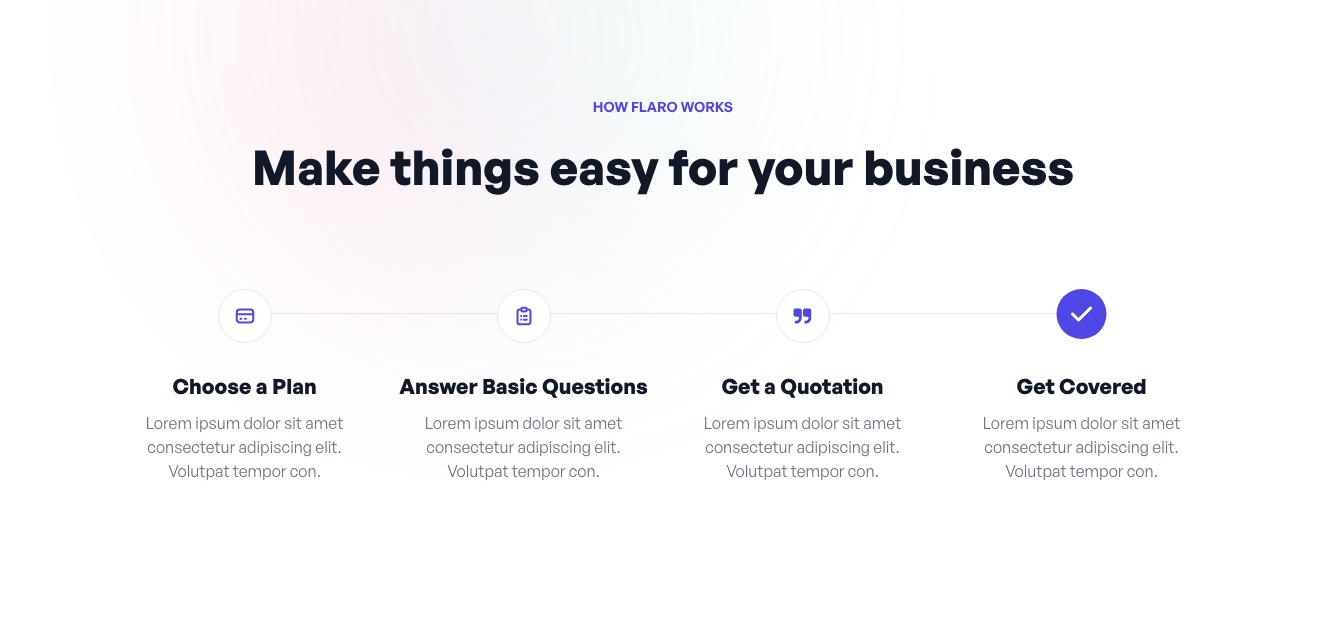 HOW FLARO WORKS
Make things easy for your business
Choose a Plan
Lorem ipsum dolor sit amet
consectetur adipiscing elit.
Volutpat tempor con.
Answer Basic Questions
Lorem ipsum dolor sit amet
consectetur adipiscing elit.
Volutpat tempor con.
Get a Quotation
Lorem ipsum dolor sit amet
consectetur adipiscing elit.
Volutpat tempor con.
Get Covered
Lorem ipsum dolor sit amet
consectetur adipiscing elit.
Volutpat tempor con.